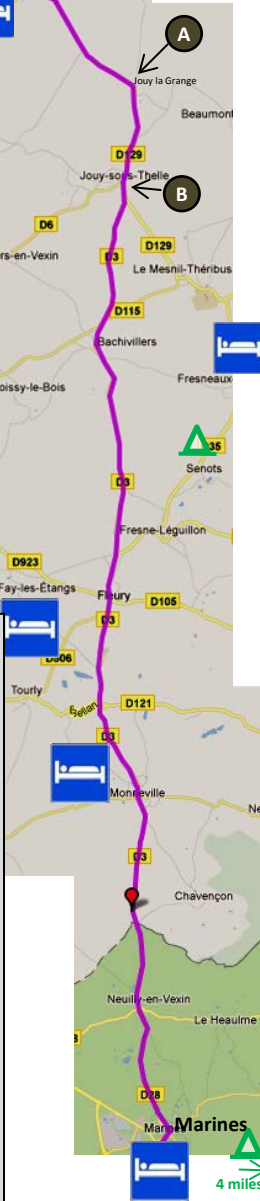 A
Jouy la Grange
Beaumont
D129
Jouy-sous-Thelle
B
D6
D129
rs-en-Vexin
D3
Le Mesnil-Théribus
D115
Bachivillers
oissy-le-Bois
Fresneaux
35
Senots
D3
Fresne-Léguillon
D923
Fay-les-Étangs
Fleury
D105
D3
Tourly
D121
D3
Monneville
Ne
D3
Chavençon
Neuilly-en-Vexin
Le Heaulme
D28
Marines
4 miles